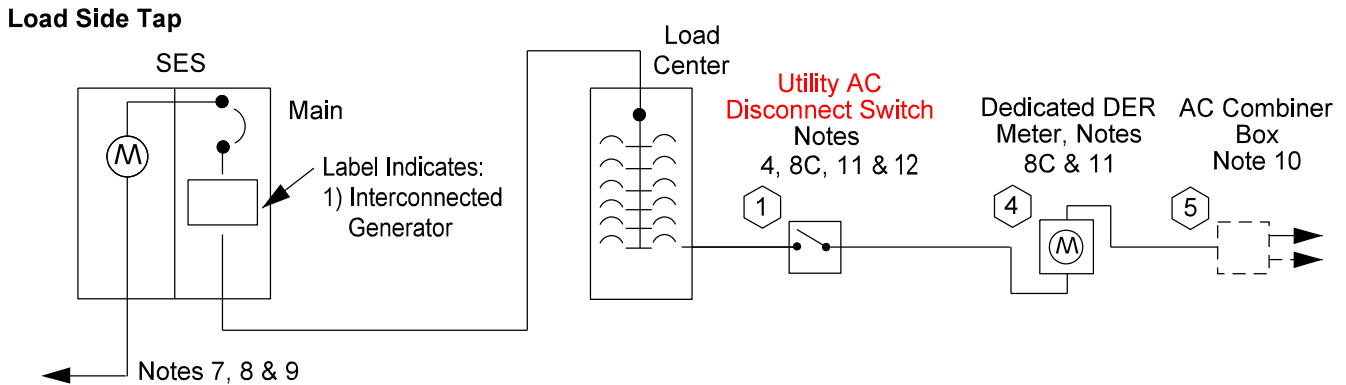 Load Side Tap
SES
Main
M
Label Indicates:
1) Interconnected
Generator
Notes 7, 8 & 9
Load
Center
Utility AC
Disconnect Switch
Notes
4, 8C, 11 & 12
1
Dedicated DER
Meter, Notes
8C & 11
4
M
AC Combiner
Box
Note 10
5